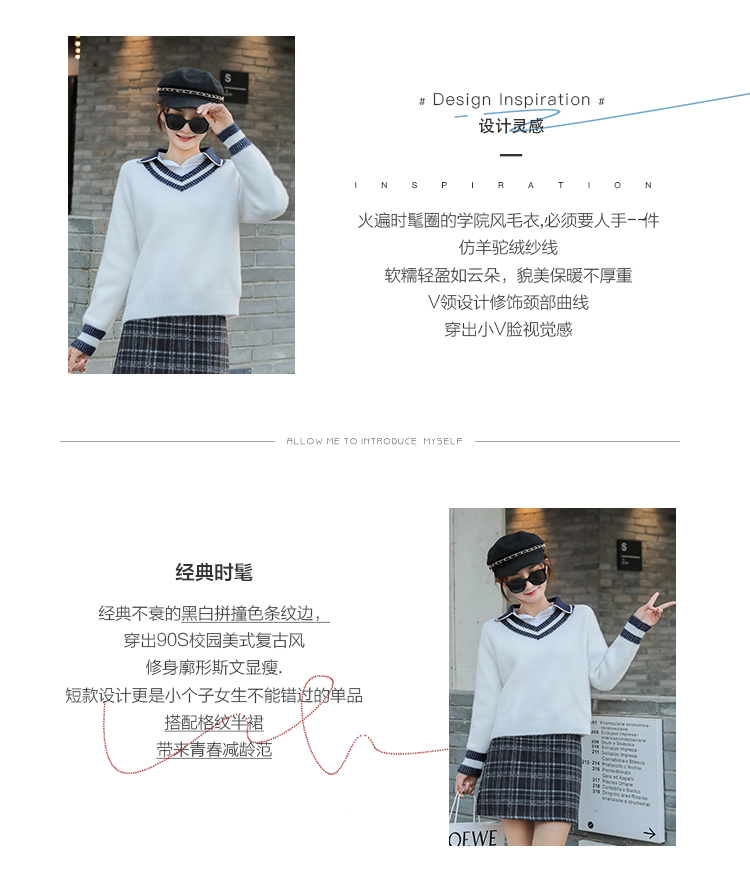 # Design Inspiration #
设计灵感
INSPIRATION
火遍时髦圈的学院风毛衣,必须要人手一件
仿羊驼绒纱线
软糯轻盈如云朵，貌美保暖不厚重
V领设计修饰颈部曲线
穿出小V脸视觉感
S
ALLOW ME TO INTRODUCE MYSELF
经典时髦
经典不衰的黑白拼撞色条纹边，
穿出90S校园美式复古风
修身廓形斯文显瘦.
短款设计更是小个子女生不能错过的单品
搭配格纹半裙
带来青春减龄范
S
OEWE